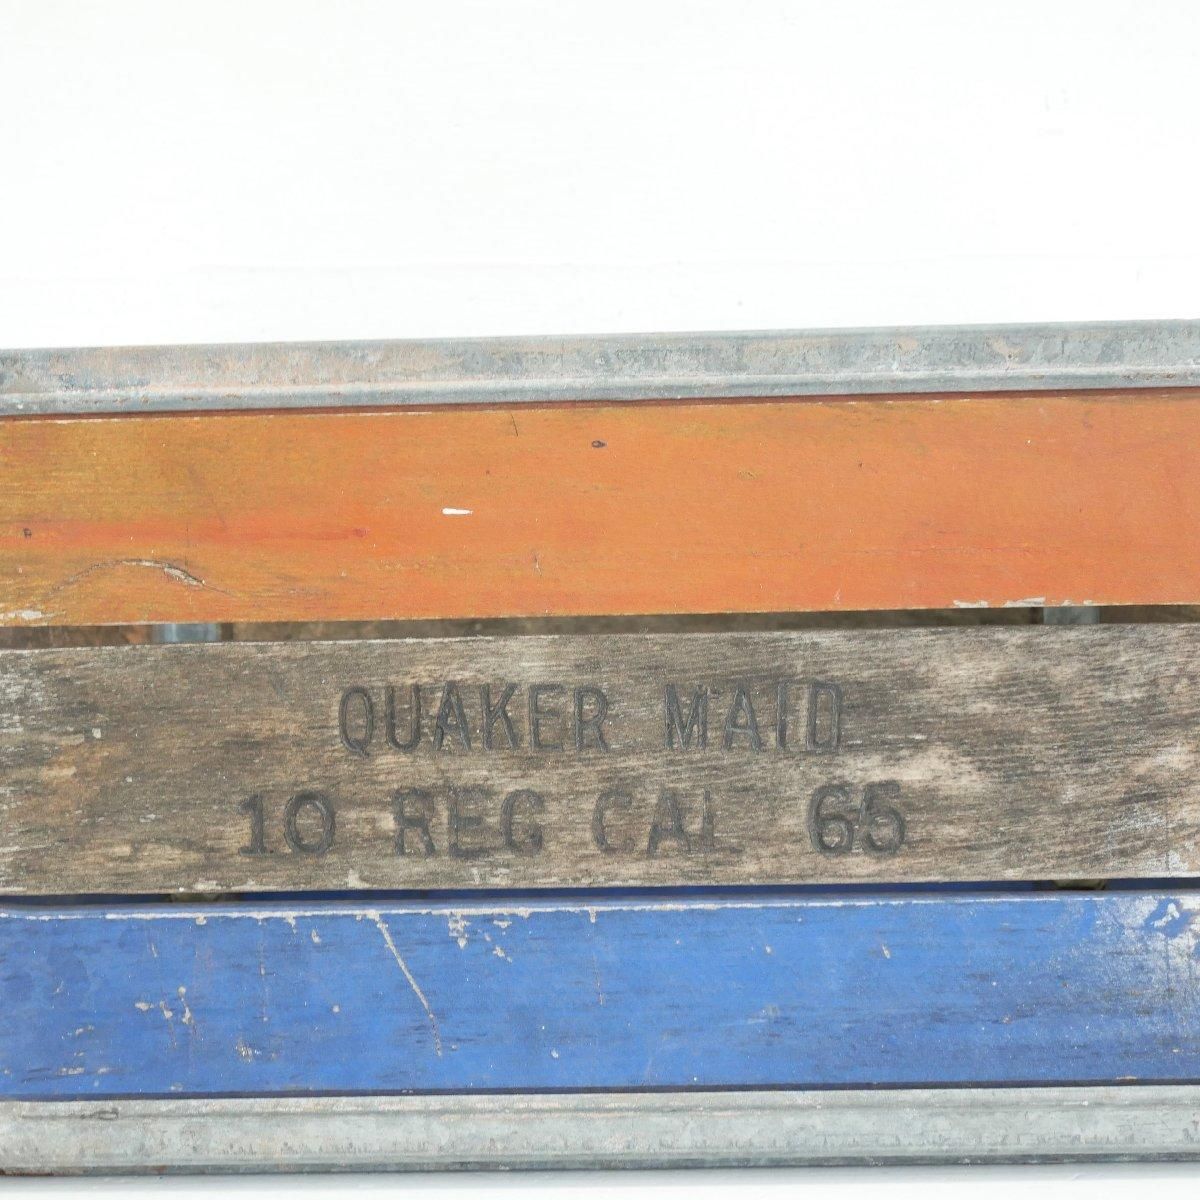 QUAKER MAID
10 REG CAL 65